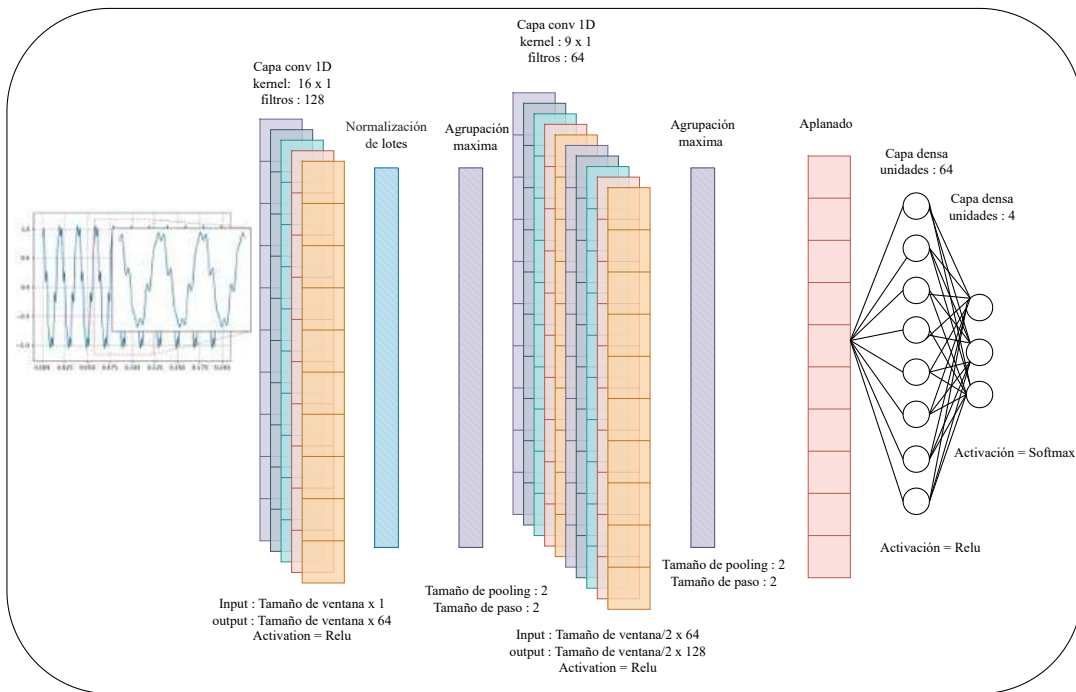 Capa conv 1D
kernel: 16 x 1
filtros : 128
Normalización
de lotes
Agrupación
maxima
Capa conv 1D
kernel : 9 x 1
filtros : 64
Agrupación
maxima
Aplanado
Capa densa
unidades : 64
Capa densa
unidades : 4
Activación = Softmax
Activación = Relu
Input : Tamaño de ventana x 1
output : Tamaño de ventana x 64
Activation = Relu
Tamaño de pooling : 2
Tamaño de paso : 2
Input : Tamaño de ventana/2 x 64
output : Tamaño de ventana/2 x 128
Activation = Relu
Tamaño de pooling : 2
Tamaño de paso : 2